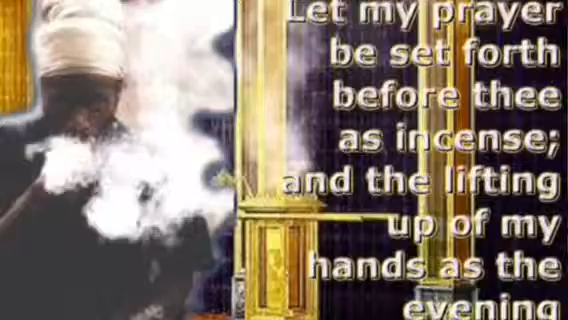 Let my prayer
be set forth
before thee
as incense;
and the lifting
up of my
hands as the
evening